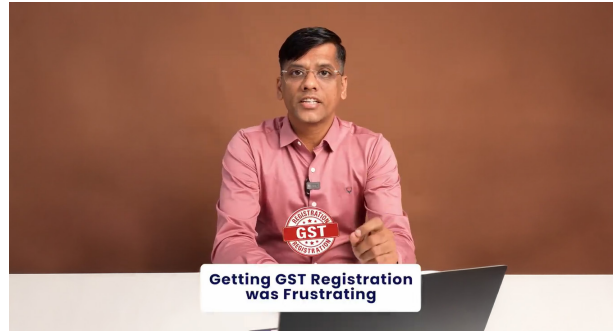 REGISTRATION
GST
REGISTRATION
Getting GST Registration
was Frustrating